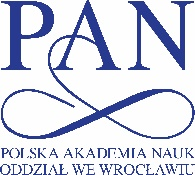 PAN
POLSKA AKADEMIA NAUK
ODDZIAŁ WE WROCŁAWIU